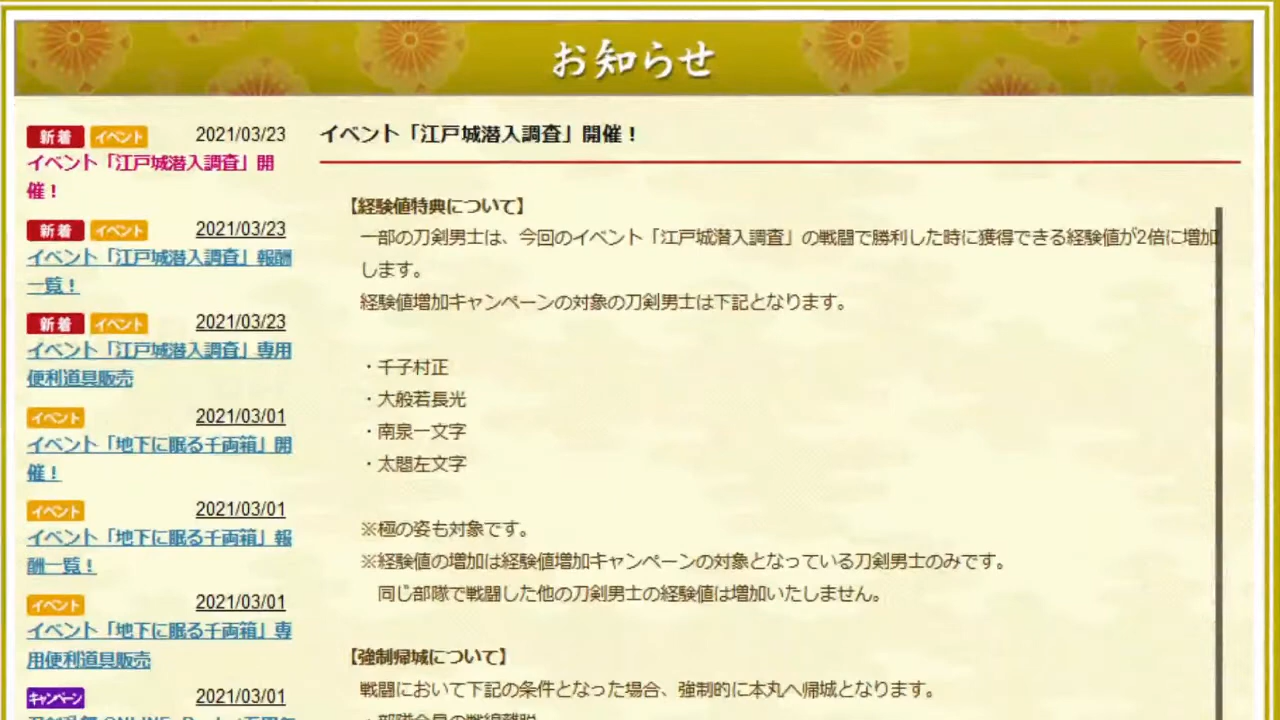 お知らせ
新着 イベント 2021/03/23
イベント「江戸城潜入調査」開
催！
新着 イベント 2021/03/23
イベント「江戸城潜入調査」報酬
一覧！
新着 イベント 2021/03/23
イベント「江戸城潜入調査」専用
便利道具販売
イベント 2021/03/01
イベント「地下に眠る千両箱」開
催！
イベント 2021/03/01
イベント「地下に眠る千両箱」報
酬一覧！
イベント 2021/03/01
イベント「地下に眠る千両箱」専
用便利道具販売
キャンペーン 2021/03/01
イベント「江戸城潜入調査」開催！
【経験値特典について】
一部の刀剣男士は、今回のイベント「江戸城潜入調査」の戦闘で勝利した時に獲得できる経験値が2倍に増加
します。
経験値増加キャンペーンの対象の刀剣男士は下記となります。
・千子村正
・大般若長光
・南泉一文字
・太閤左文字
※極の姿も対象です。
※経験値の増加は経験値増加キャンペーンの対象となっている刀剣男士のみです。
同じ部隊で戦闘した他の刀剣男士の経験値は増加いたしません。
【強制帰城について】
戦闘において下記の条件となった場合、強制的に本丸へ帰城となります。